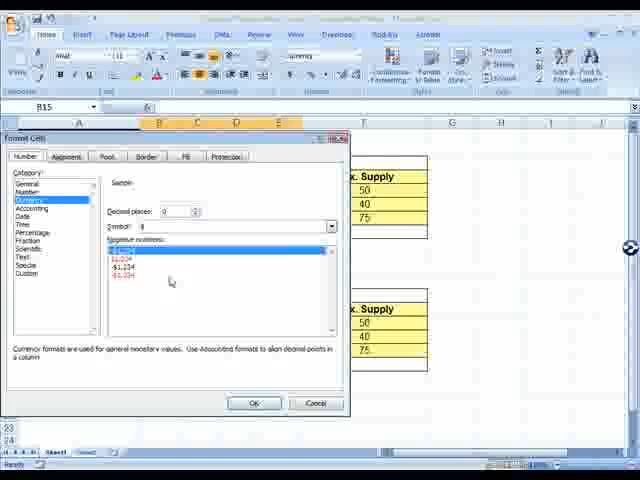 Home Insert Page Layout Formulas Data Review View Developer Add-Ins Acrobat
Arial 11
Currency
Conditional Formatting
Format
Insert
Delete
Format
Sort & Filter
Find & Select
Styles
Cells
Editing
B15
A B C D E F G H I J
Format Cells
Number Alignment Font Border Fill Protection
Category:
General
Number
Currency
Accounting
Date
Time
Percentage
Fraction
Scientific
Text
Special
Custom
Sample
Decimal places: 0
Symbol: $
Negative numbers:
-$1,234
$1,234
-$1,234
-$1,234
Currency formats are used for general monetary values. Use Accounting formats to align decimal points in
a column
OK Cancel
x. Supply
50
40
75
x. Supply
50
40
75
23
24
Sheet1
Ready